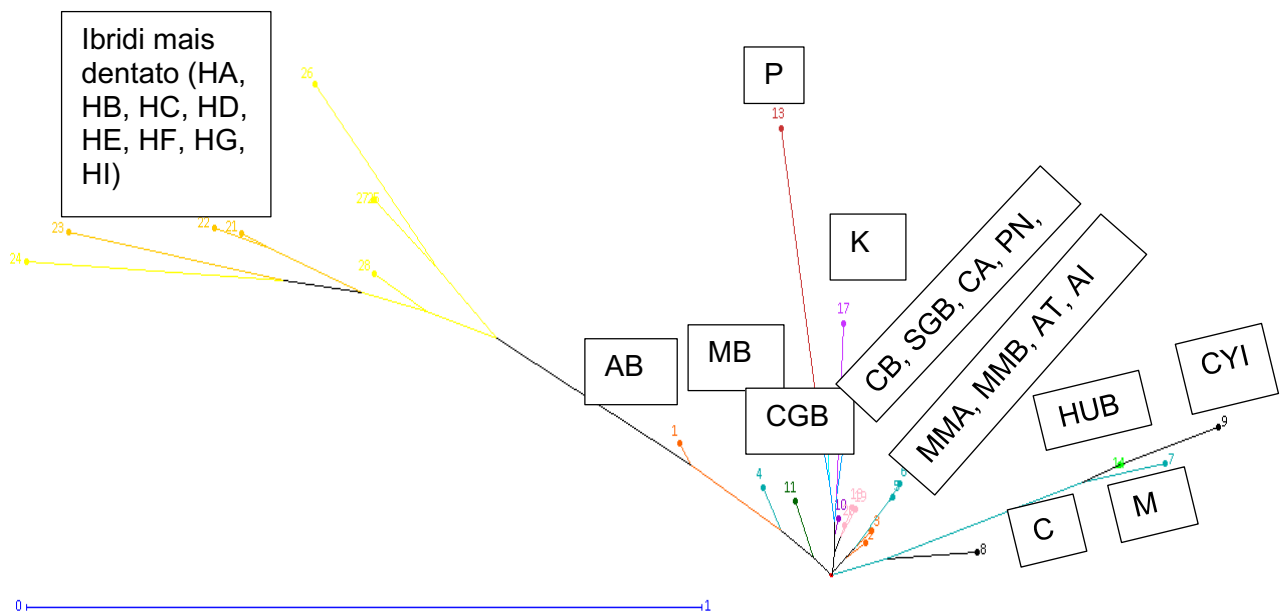 Ibridi mais
dentato (HA,
HB, HC, HD,
HE, HF, HG,
HI)
P
26
13
K
CB, SGB, CA, PN,
MMA, MMB, AT, AI
23
22
21
24
28
17
AB
MB
CGB
HUB
CYI
1
4
11
10
6
5
3
2
9
14
7
C
M
8
0
1